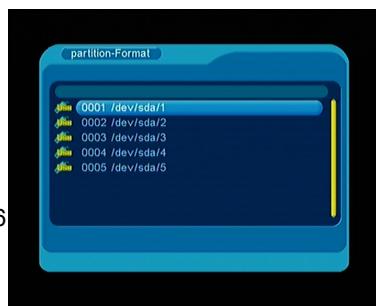 partition-Format
0001 /dev/sda/1
0002 /dev/sda/2
0003 /dev/sda/3
0004 /dev/sda/4
0005 /dev/sda/5
6